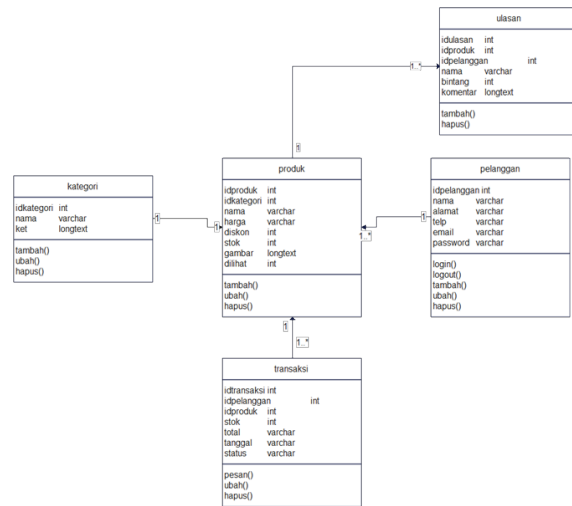 ulasan
idulasan int
idproduk int
idpelanggan int
nama varchar
bintang int
komentar longtext
tambah()
hapus()
1..*
1
produk
idproduk int
idkategori int
nama varchar
harga varchar
diskon int
stok int
gambar longtext
dilihat int
tambah()
ubah()
hapus()
kategori
idkategori int
nama varchar
ket longtext
tambah()
ubah()
hapus()
1
1
pelanggan
idpelanggan int
nama varchar
alamat varchar
telp varchar
email varchar
password varchar
login()
logout()
tambah()
ubah()
hapus()
1
1..*
1
1..*
transaksi
idtransaksi int
idpelanggan int
idproduk int
stok int
total varchar
tanggal varchar
status varchar
pesan()
ubah()
hapus()